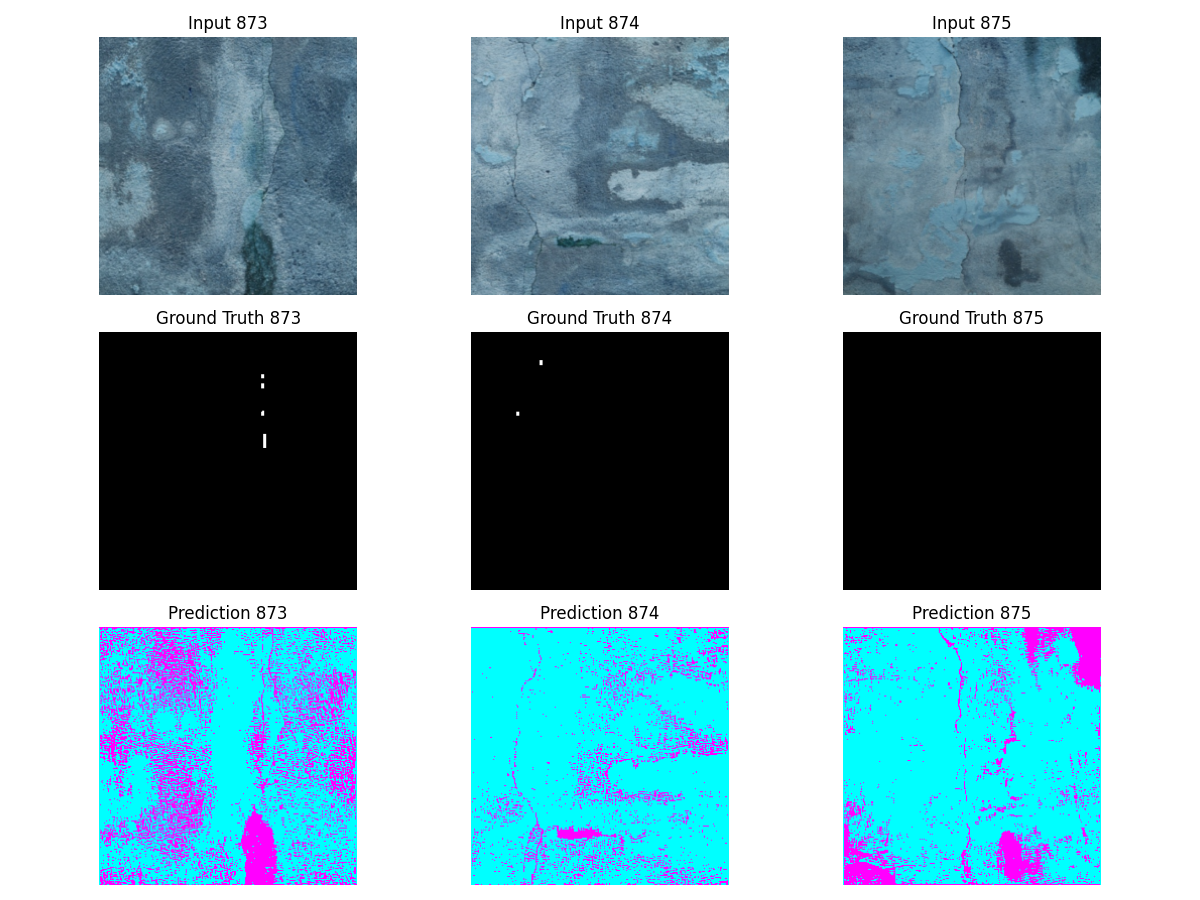 Input 873
Input 874
Input 875
Ground Truth 873
Ground Truth 874
Ground Truth 875
Prediction 873
Prediction 874
Prediction 875